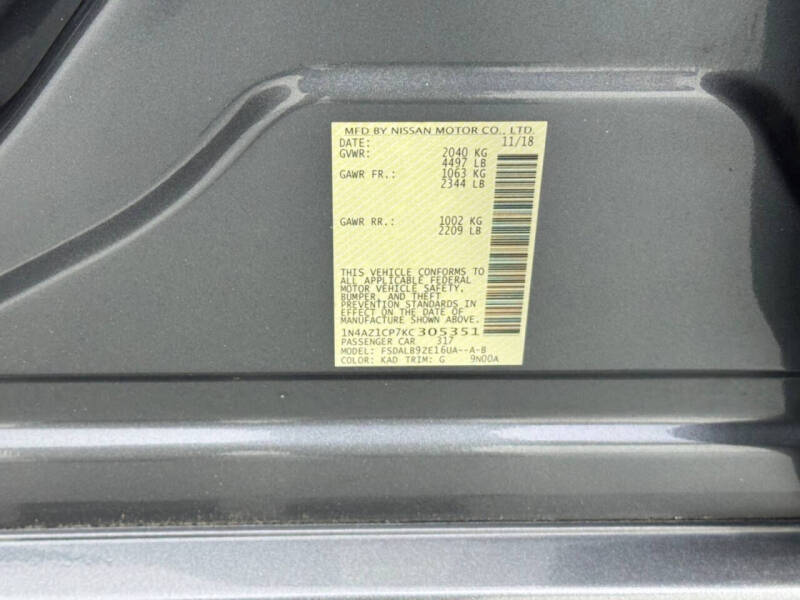 MFD BY NISSAN MOTOR CO., LTD.
DATE: 11/18
GVWR: 2040 KG
4497 LB
GAWR FR.: 1063 KG
2344 LB
GAWR RR.: 1002 KG
2209 LB
THIS VEHICLE CONFORMS TO
ALL APPLICABLE FEDERAL
MOTOR VEHICLE SAFETY,
BUMPER, AND THEFT
PREVENTION STANDARDS IN
EFFECT ON THE DATE OF
MANUFACTURE SHOWN ABOVE.
1N4AZ1CP7KC305351
PASSENGER CAR 317
MODEL: FSDALB9ZE16UA--A-B
COLOR: KAD TRIM: G 9N00A